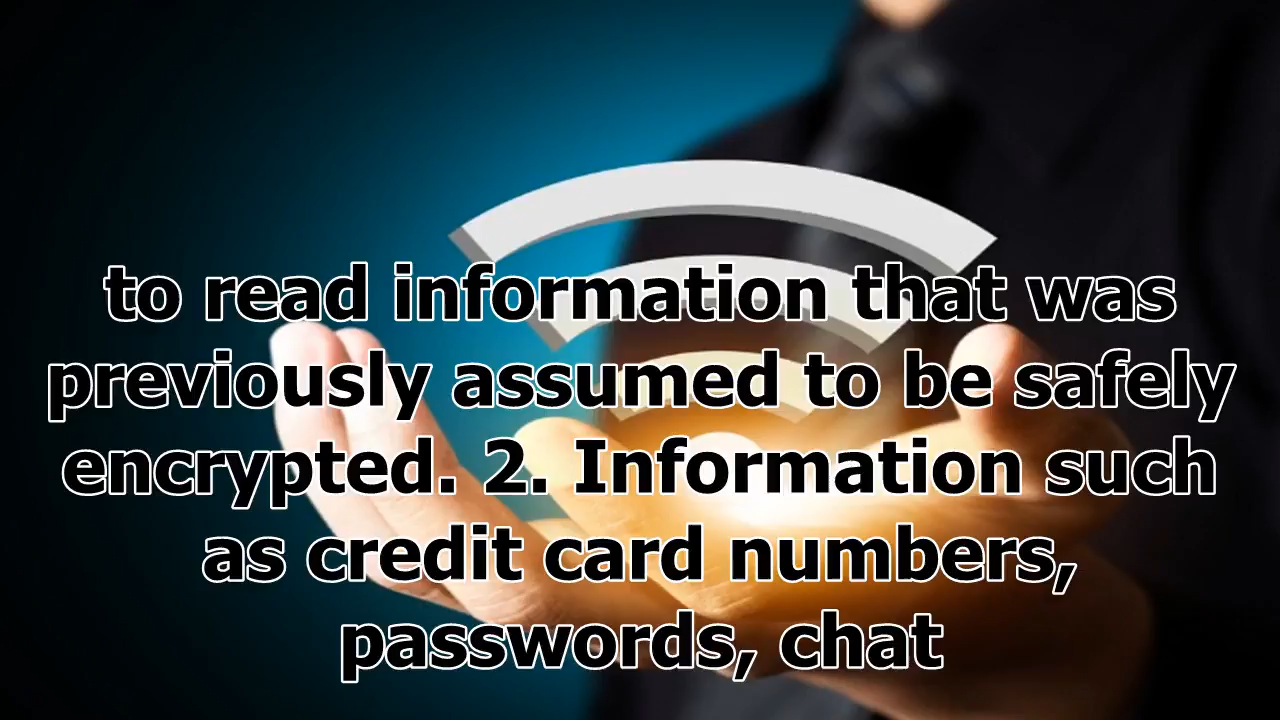 to read information that was
previously assumed to be safely
encrypted. 2. Information such
as credit card numbers,
passwords, chat